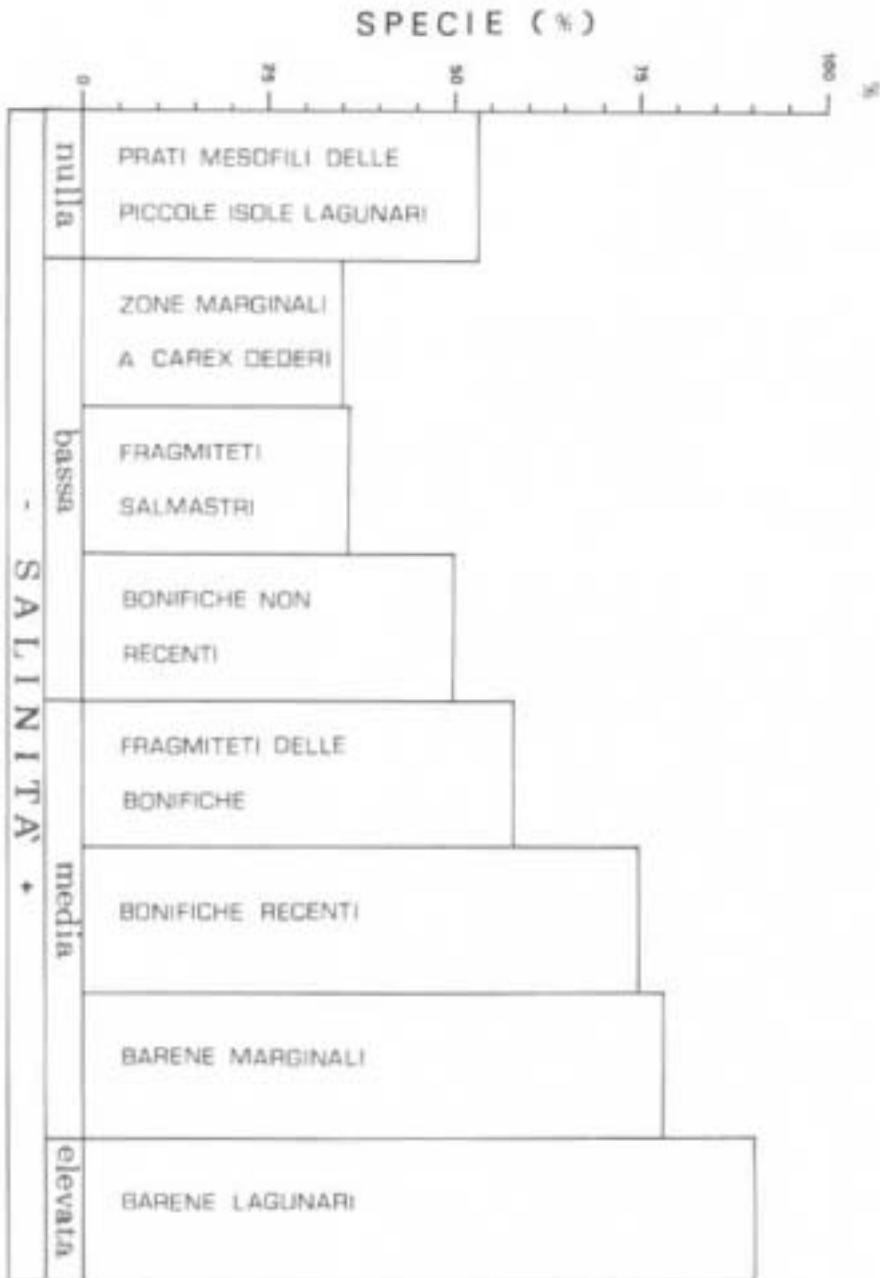 SPECIE (%)
0 25 50 75 100 %
nulla
PRATI MESOFILI DELLE
PICCOLE ISOLE LAGUNARI
bassa
ZONE MARGINALI
A CAREX OEDERI
FRAGMITETI
SALMASTRI
BONIFICHE NON
RECENTI
media
FRAGMITETI DELLE
BONIFICHE
BONIFICHE RECENTI
BARENE MARGINALI
elevata
BARENE LAGUNARI
- SALINITA' +